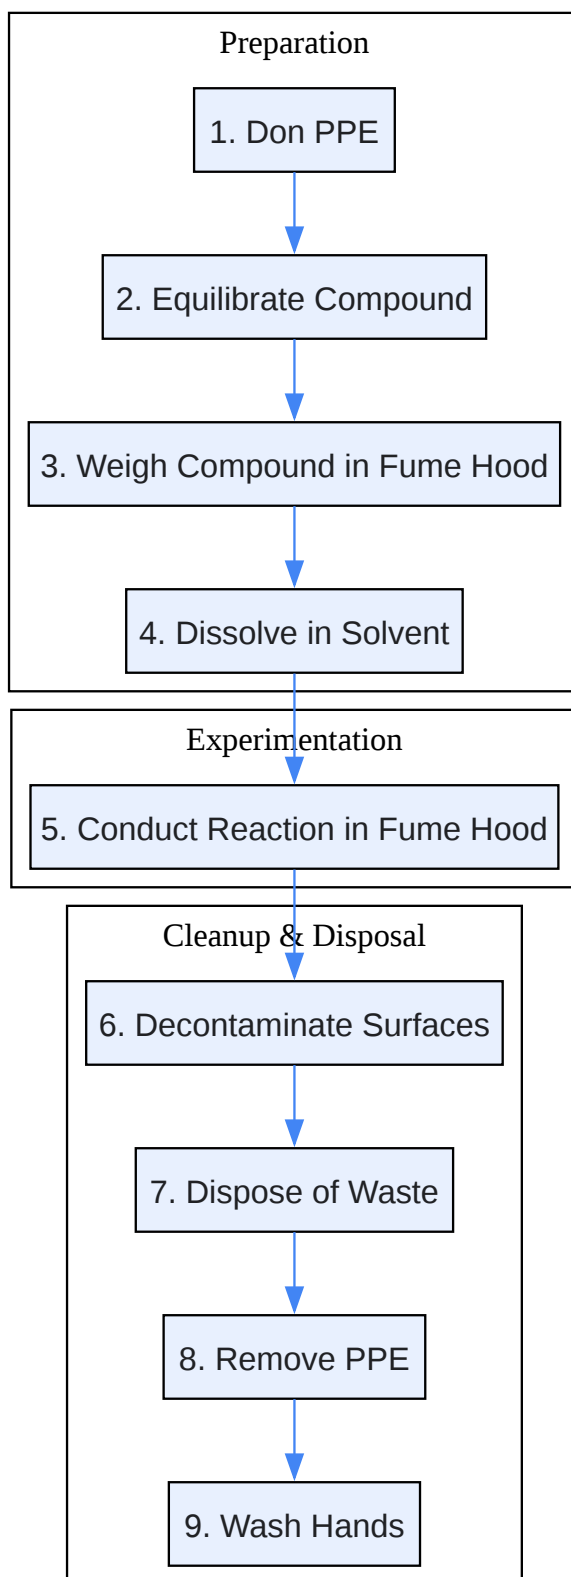 Preparation
1. Don PPE
2. Equilibrate Compound
3. Weigh Compound in Fume Hood
4. Dissolve in Solvent
Experimentation
5. Conduct Reaction in Fume Hood
Cleanup & Disposal
6. Decontaminate Surfaces
7. Dispose of Waste
8. Remove PPE
9. Wash Hands